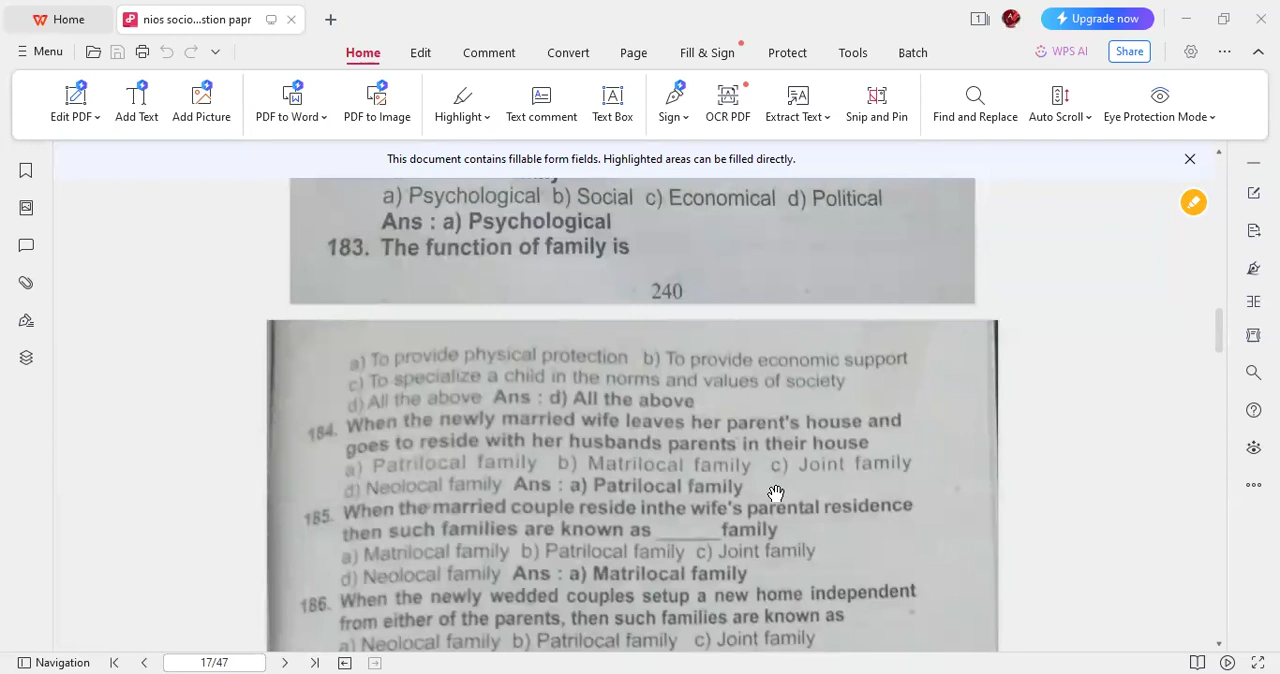 Home
nios socio...stion papr
1
Upgrade now
Menu
Home Edit Comment Convert Page Fill & Sign Protect Tools Batch
WPS AI
Share
Edit PDF Add Text Add Picture PDF to Word PDF to Image Highlight Text comment Text Box Sign OCR PDF Extract Text Snip and Pin Find and Replace Auto Scroll Eye Protection Mode
This document contains fillable form fields. Highlighted areas can be filled directly.
a) Psychological b) Social c) Economical d) Political
Ans : a) Psychological
183. The function of family is
240
a) To provide physical protection b) To provide economic support
c) To specialize a child in the norms and values of society
d) All the above Ans : d) All the above
184. When the newly married wife leaves her parent's house and
goes to reside with her husbands parents in their house
a) Patrilocal family b) Matrilocal family c) Joint family
d) Neolocal family Ans : a) Patrilocal family
185. When the married couple reside inthe wife's parental residence
then such families are known as ______family
a) Matrilocal family b) Patrilocal family c) Joint family
d) Neolocal family Ans : a) Matrilocal family
186. When the newly wedded couples setup a new home independent
from either of the parents, then such families are known as
a) Neolocal family b) Patrilocal family c) Joint family
Navigation
17/47